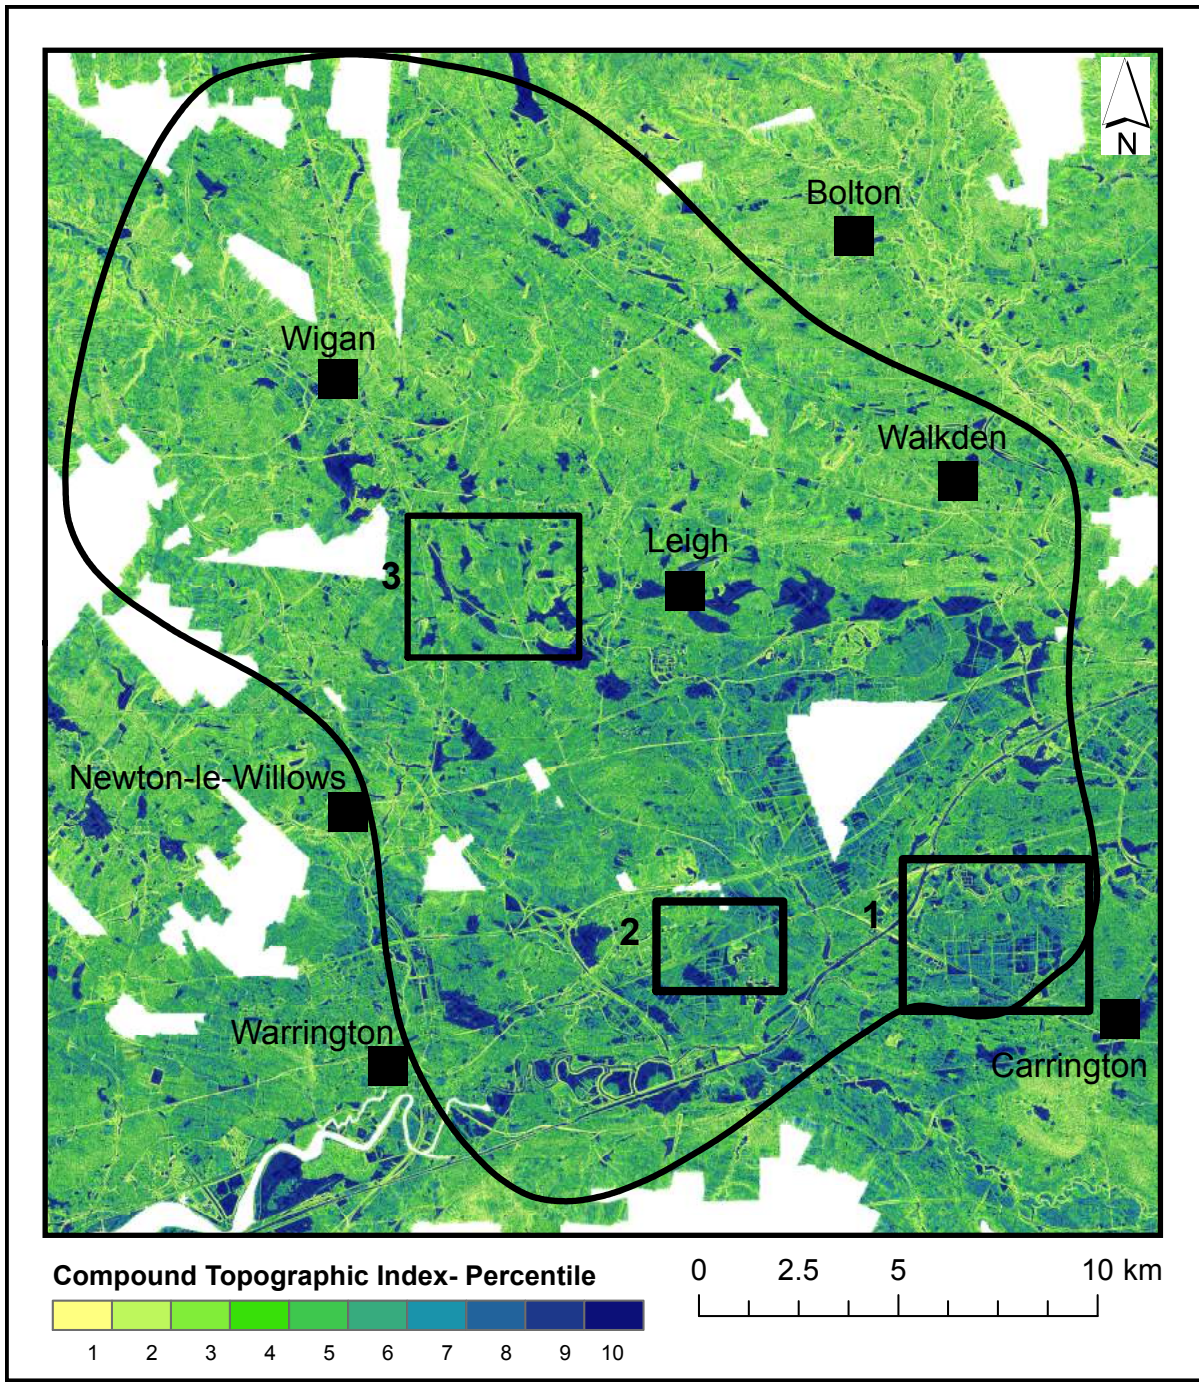 N
Bolton
Wigan
Walkden
Leigh
3
Newton-le-Willows
1
2
Warrington
Carrington
Compound Topographic Index- Percentile
0 2.5 5 10 km
1 2 3 4 5 6 7 8 9 10